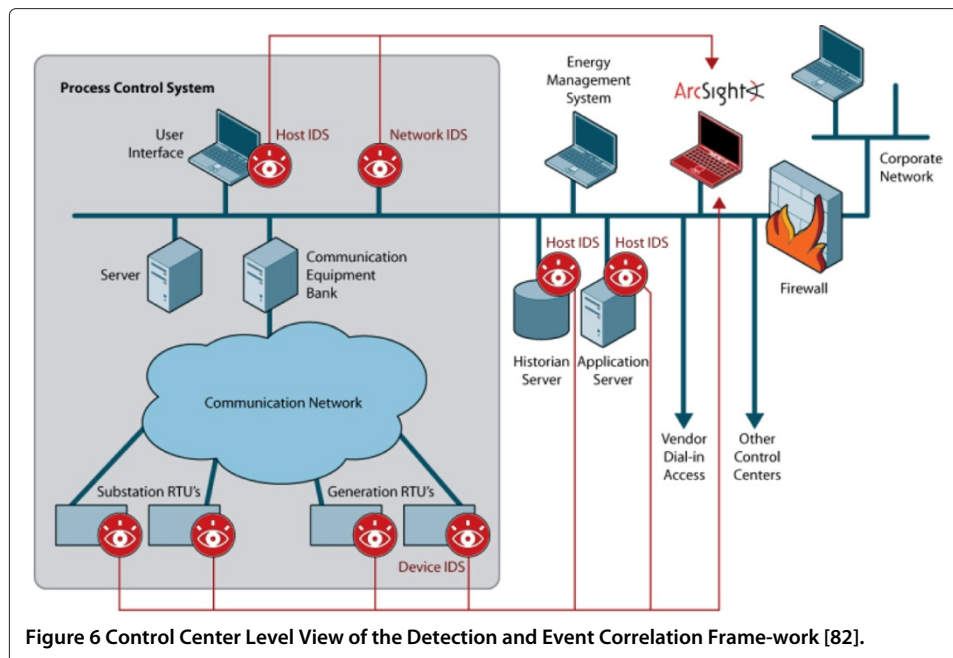 Process Control System
User
Interface
Host IDS
Network IDS
Energy
Management
System
ArcSight
Corporate
Network
Server
Communication
Equipment
Bank
Host IDS
Host IDS
Firewall
Historian
Server
Application
Server
Communication Network
Vendor
Dial-in
Access
Other
Control
Centers
Substation RTU's
Generation RTU's
Device IDS
Figure 6 Control Center Level View of the Detection and Event Correlation Frame-work [82].